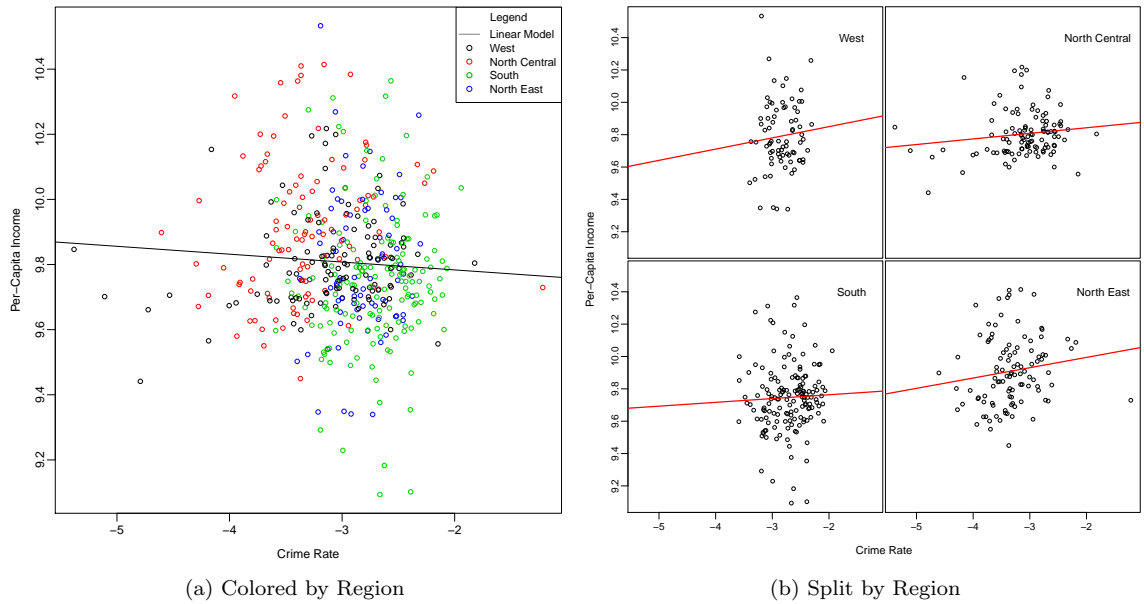 Legend
Linear Model
West
North Central
South
North East
10.4
10.2
10.0
9.8
9.6
9.4
9.2
Per-Capita Income
-5
-4
-3
-2
Crime Rate
(a) Colored by Region
West
North Central
South
North East
10.4
10.2
10.0
9.8
9.6
9.4
9.2
10.4
10.2
10.0
9.8
9.6
9.4
9.2
Per-Capita Income
-5
-4
-3
-2
-5
-4
-3
-2
Crime Rate
(b) Split by Region